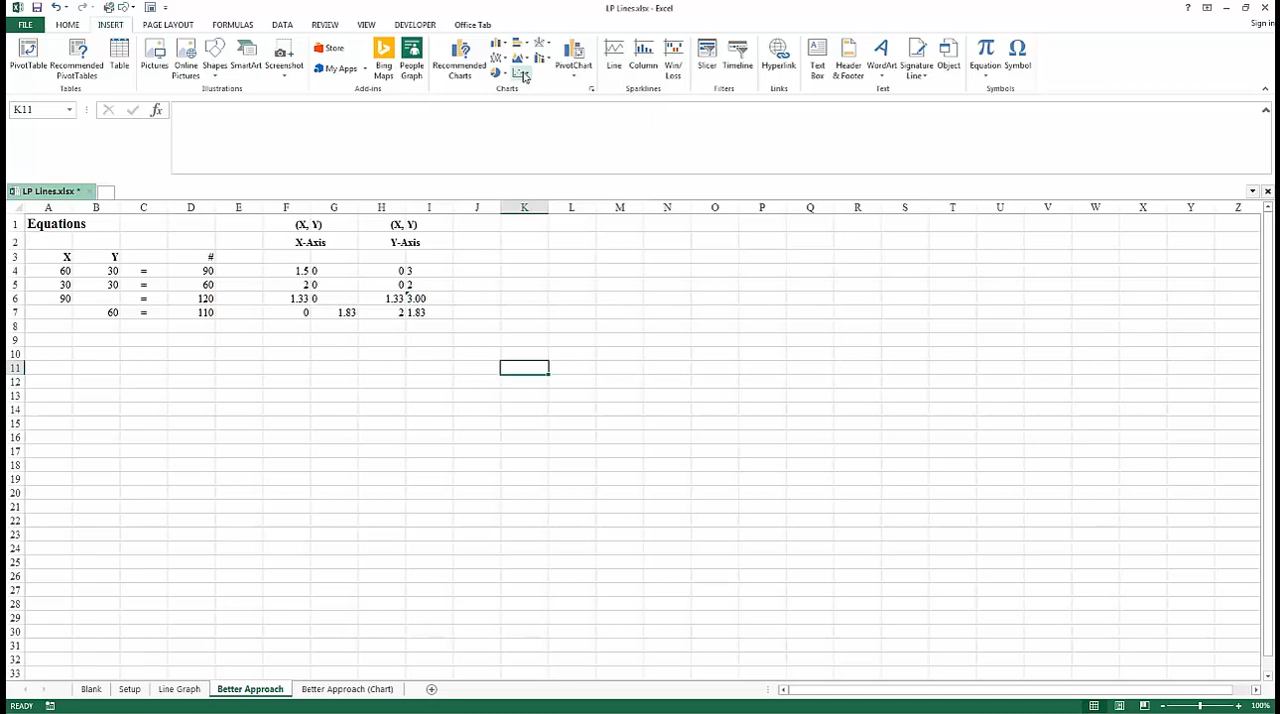 LP Lines.xlsx - Excel
FILE HOME INSERT PAGE LAYOUT FORMULAS DATA REVIEW VIEW DEVELOPER Office Tab Sign in
PivotTable Recommended PivotTables Table Pictures Online Pictures Shapes SmartArt Screenshot Store My Apps Bing Maps People Graph Recommended Charts PivotChart Line Column Win/Loss Slicer Timeline Hyperlink Text Box Header & Footer WordArt Signature Line Object Equation Symbol
Tables Illustrations Add-ins Charts Sparklines Filters Links Text Symbols
K11 fx
LP Lines.xlsx *
A B C D E F G H I J K L M N O P Q R S T U V W X Y Z
1 Equations (X, Y) (X, Y)
2 X-Axis Y-Axis
3 X Y #
4 60 30 = 90 1.5 0 0 3
5 30 30 = 60 2 0 0 2
6 90 = 120 1.33 0 1.33 3.00
7 60 = 110 0 1.83 2 1.83
8
9
10
11
12
13
14
15
16
17
18
19
20
21
22
23
24
25
26
27
28
29
30
31
32
33
Blank Setup Line Graph Better Approach Better Approach (Chart)
READY 100%